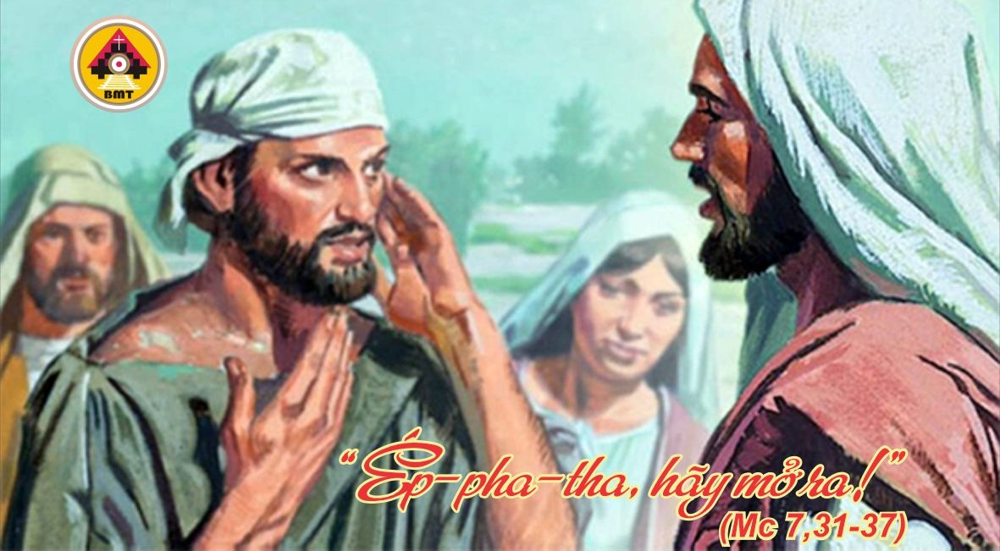 BMT
“Ép-pha-tha, hãy mở ra!”
(Mc 7,31-37)